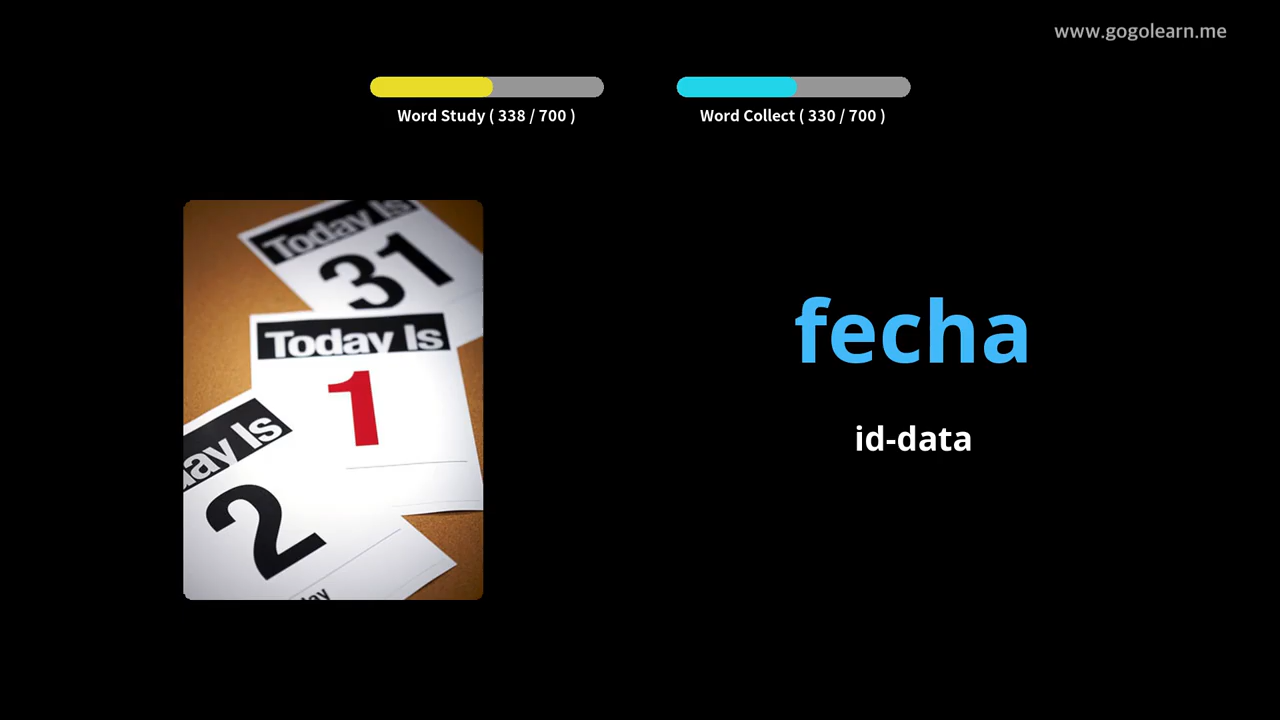 www.gogolearn.me
Word Study ( 338 / 700 )
Word Collect ( 330 / 700 )
Today Is
31
Today Is
1
ay Is
2
fecha
id-data